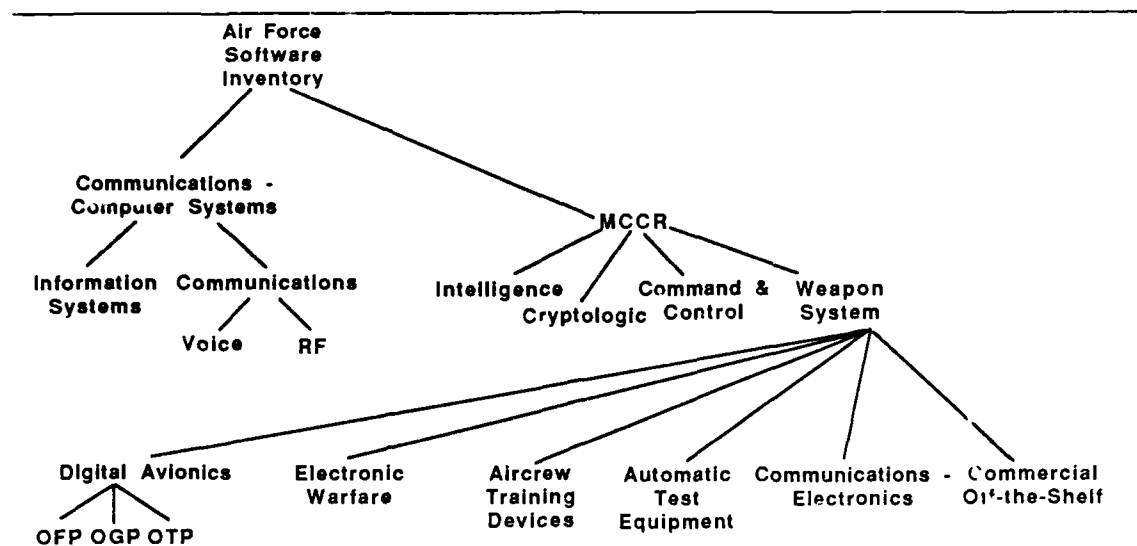 Air Force
Software
Inventory
Communications -
Computer Systems
MCCR
Information
Systems
Communications
Intelligence
Cryptologic
Command &
Control
Weapon
System
Voice
RF
Digital Avionics
Electronic
Warfare
Aircrew
Training
Devices
Automatic
Test
Equipment
Communications -
Electronics
Commercial
Off-the-Shelf
OFP OGP OTP